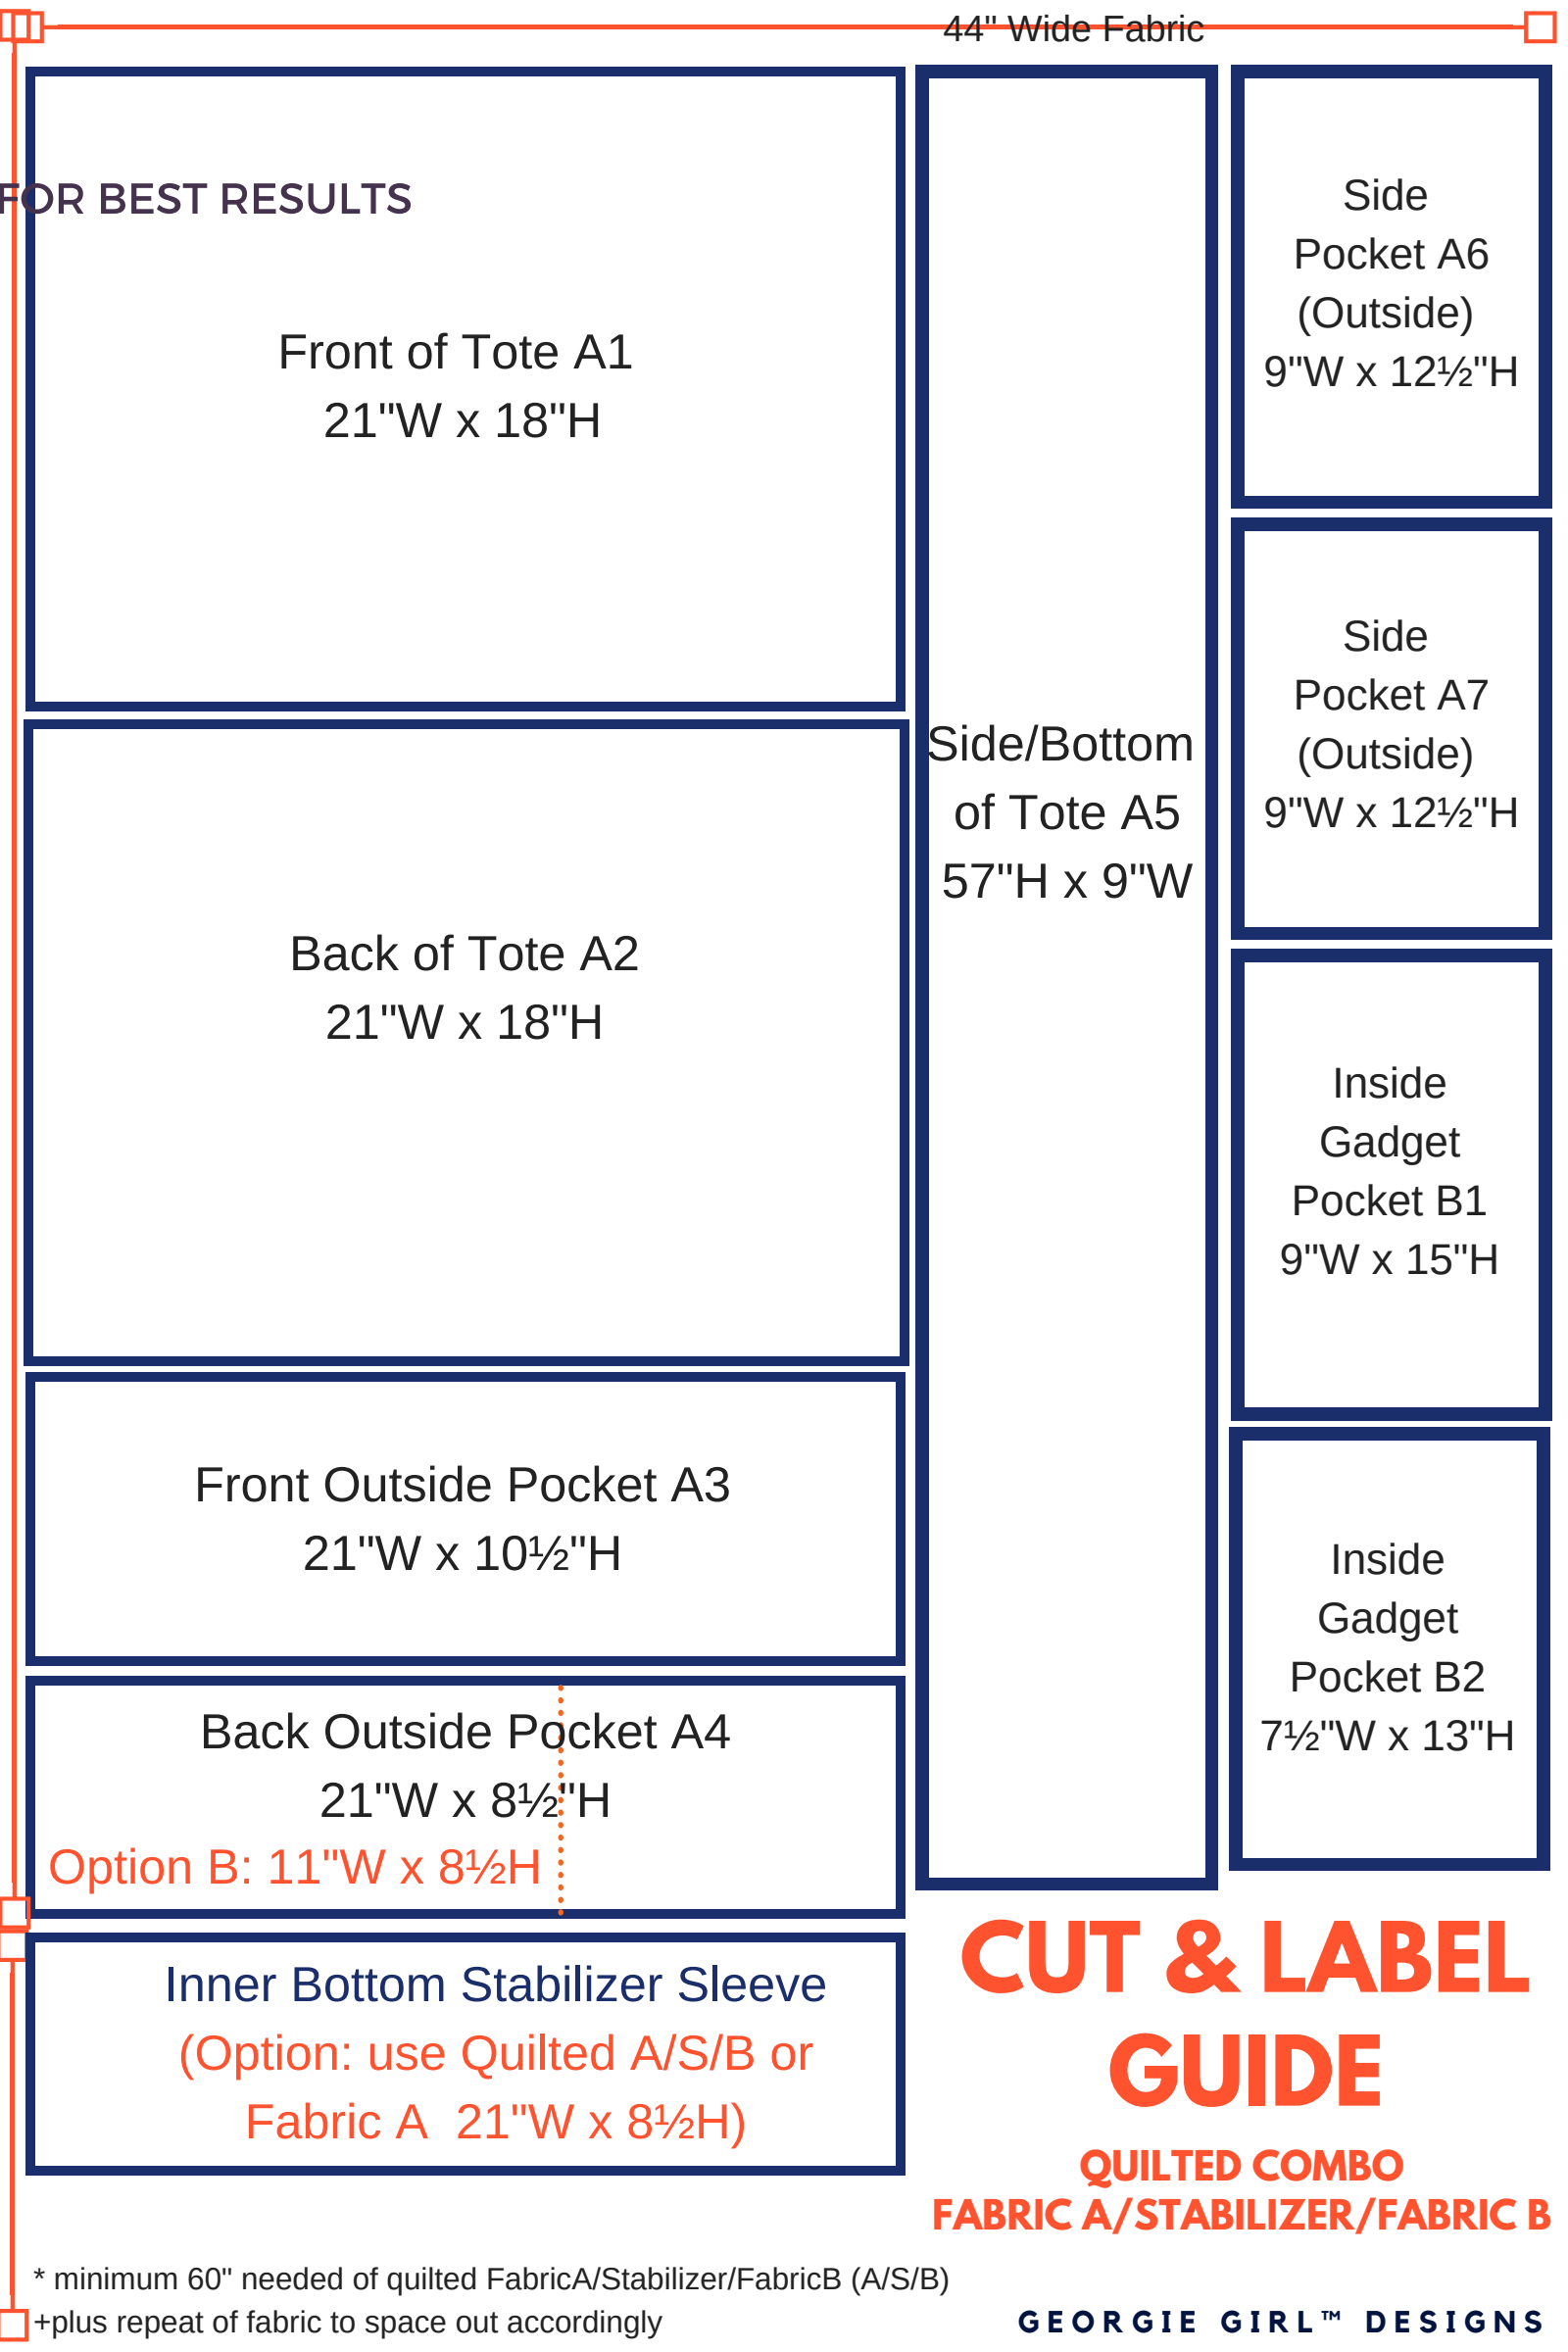 44" Wide Fabric
FOR BEST RESULTS
Front of Tote A1
21"W x 18"H
Back of Tote A2
21"W x 18"H
Front Outside Pocket A3
21"W x 10½"H
Back Outside Pocket A4
21"W x 8½"H
Option B: 11"W x 8½H
Inner Bottom Stabilizer Sleeve
(Option: use Quilted A/S/B or
Fabric A 21"W x 8½H)
Side/Bottom
of Tote A5
57"H x 9"W
Side
Pocket A6
(Outside)
9"W x 12½"H
Side
Pocket A7
(Outside)
9"W x 12½"H
Inside
Gadget
Pocket B1
9"W x 15"H
Inside
Gadget
Pocket B2
7½"W x 13"H
CUT & LABEL
GUIDE
QUILTED COMBO
FABRIC A/STABILIZER/FABRIC B
* minimum 60" needed of quilted FabricA/Stabilizer/FabricB (A/S/B)
+plus repeat of fabric to space out accordingly
GEORGIE GIRL™ DESIGNS